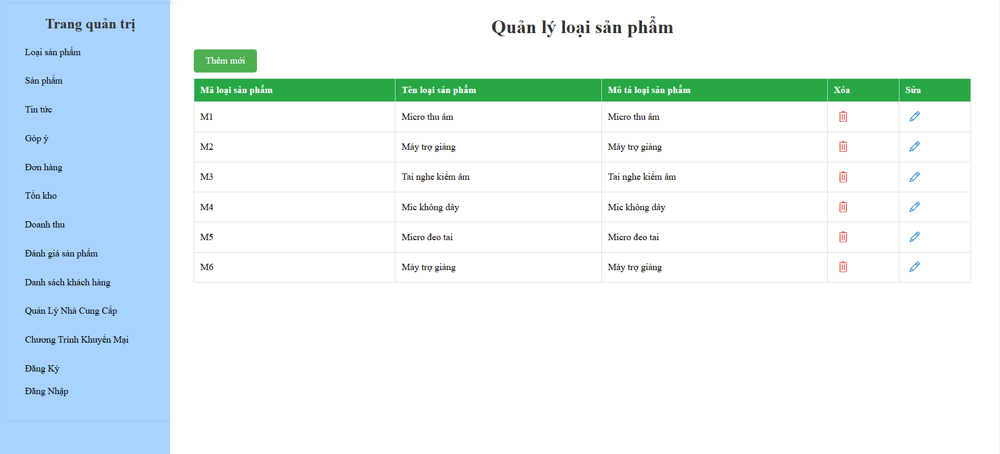 Trang quản trị
Loại sản phẩm
Sản phẩm
Tin tức
Góp ý
Đơn hàng
Tồn kho
Doanh thu
Đánh giá sản phẩm
Danh sách khách hàng
Quản Lý Nhà Cung Cấp
Chương Trình Khuyến Mại
Đăng Ký
Đăng Nhập
Quản lý loại sản phẩm
Thêm mới
Mã loại sản phẩm Tên loại sản phẩm Mô tả loại sản phẩm Xóa Sửa
M1 Micro thu âm Micro thu âm
M2 Máy trợ giảng Máy trợ giảng
M3 Tai nghe kiểm âm Tai nghe kiểm âm
M4 Mic không dây Mic không dây
M5 Micro đeo tai Micro đeo tai
M6 Máy trợ giảng Máy trợ giảng